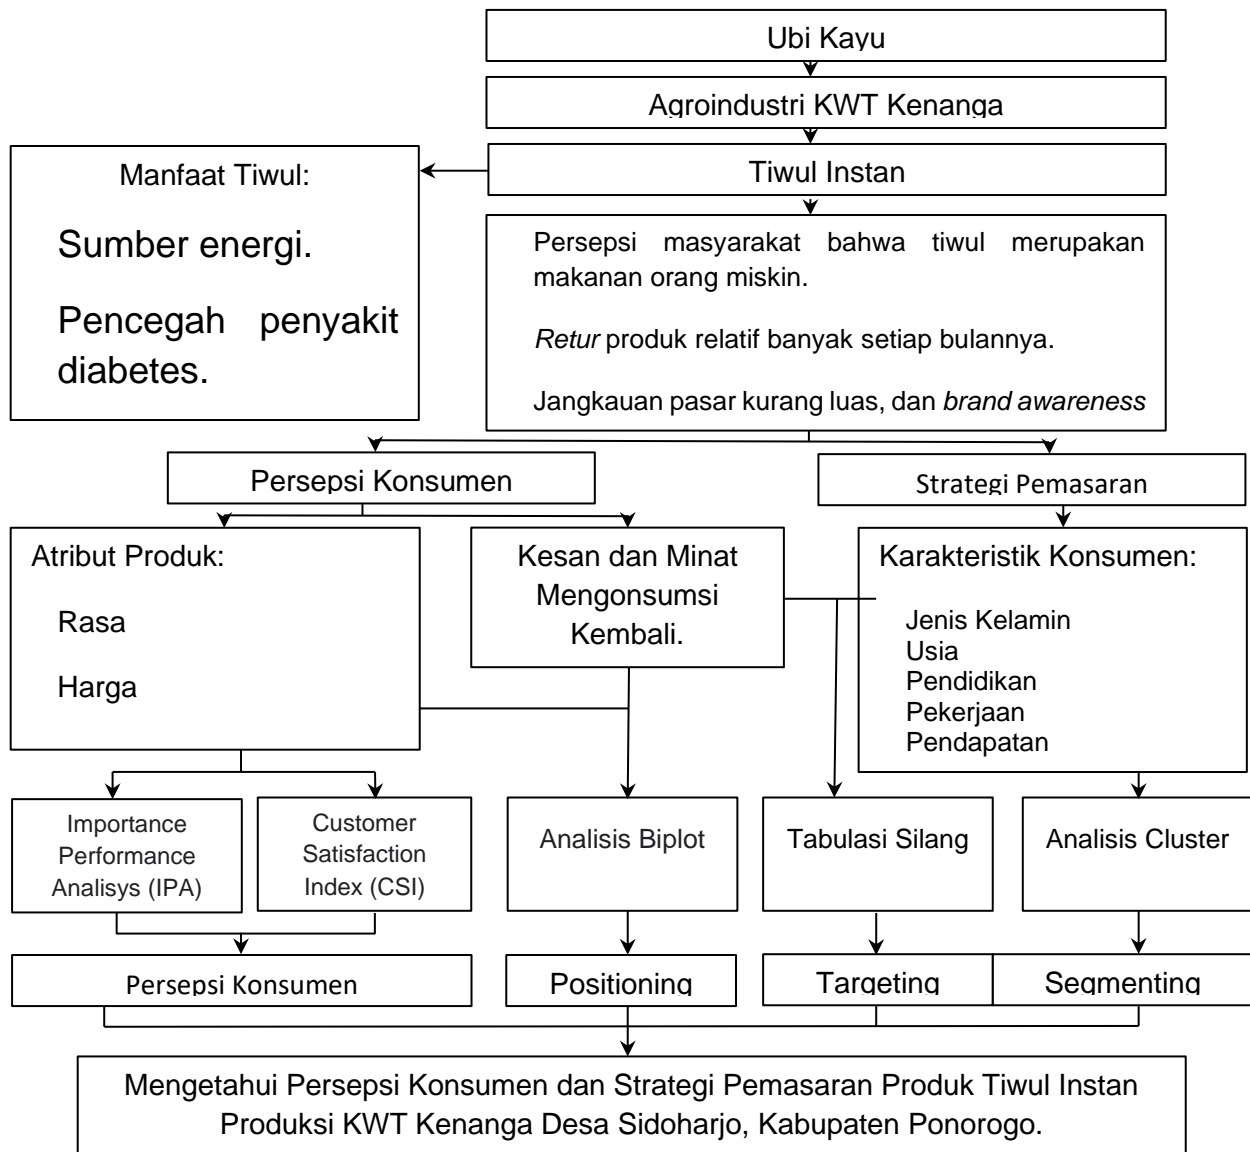 Ubi Kayu
Agroindustri KWT Kenanga
Tiwul Instan
Manfaat Tiwul:
Sumber energi.
Pencegah penyakit
diabetes.
Persepsi masyarakat bahwa tiwul merupakan
makanan orang miskin.
Retur produk relatif banyak setiap bulannya.
Jangkauan pasar kurang luas, dan brand awareness
Persepsi Konsumen
Strategi Pemasaran
Atribut Produk:
Rasa
Harga
Kesan dan Minat
Mengonsumsi
Kembali.
Karakteristik Konsumen:
Jenis Kelamin
Usia
Pendidikan
Pekerjaan
Pendapatan
Importance
Performance
Analisys (IPA)
Customer
Satisfaction
Index (CSI)
Analisis Biplot
Tabulasi Silang
Analisis Cluster
Persepsi Konsumen
Positioning
Targeting
Segmenting
Mengetahui Persepsi Konsumen dan Strategi Pemasaran Produk Tiwul Instan
Produksi KWT Kenanga Desa Sidoharjo, Kabupaten Ponorogo.